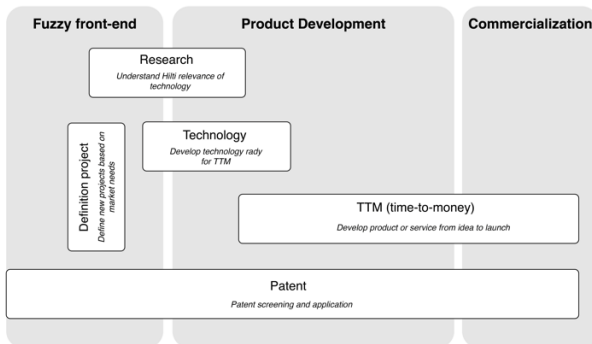 Fuzzy front-end
Product Development
Commercialization
Research
Understand Hilti relevance of
technology
Technology
Develop technology rady
for TTM
Definition project
Define new projects based on
market needs
TTM (time-to-money)
Develop product or service from idea to launch
Patent
Patent screening and application